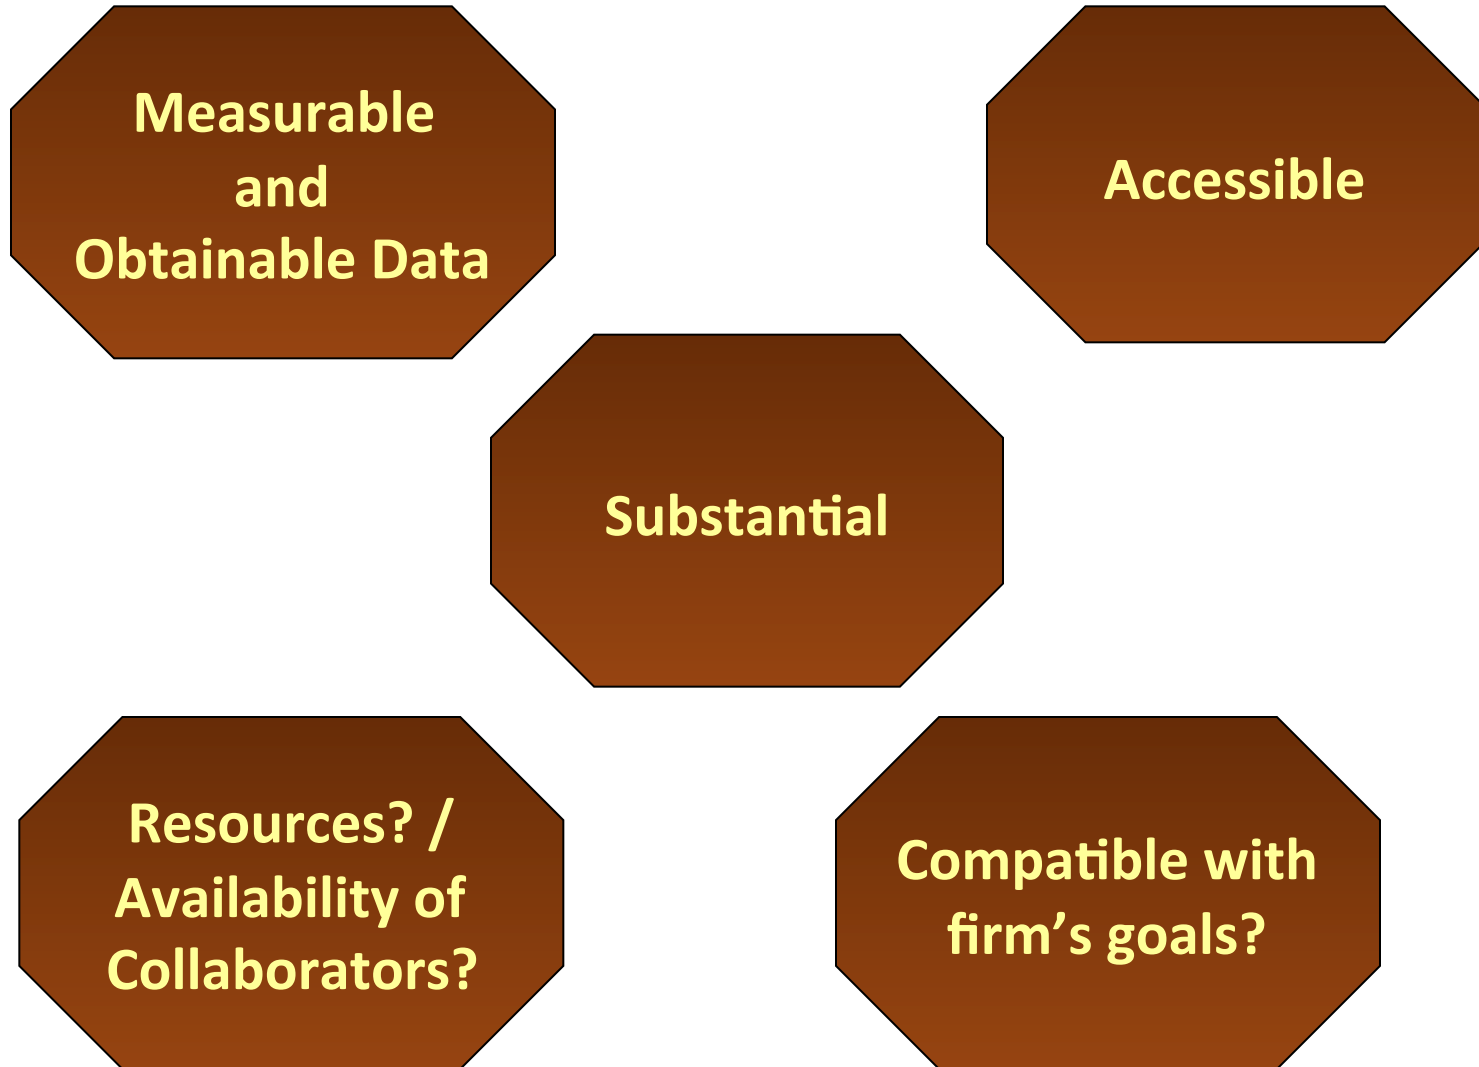 Measurable
and
Obtainable Data
Accessible
Substantial
Resources? /
Availability of
Collaborators?
Compatible with
firm’s goals?